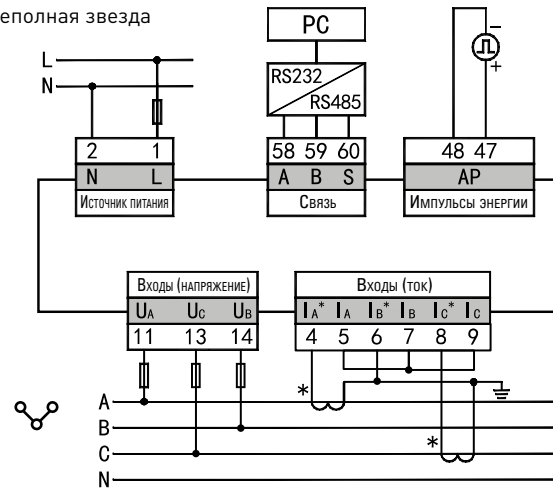 еполная звезда
PC
L
N
RS232
RS485
2 1
58 59 60
48 47
N L
A B S
AP
Источник питания
Связь
Импульсы энергии
Входы (напряжение)
Входы (ток)
UA UC UB
IA* IA IB* IB IC* IC
11 13 14
4 5 6 7 8 9
*
A
B
*
C
N